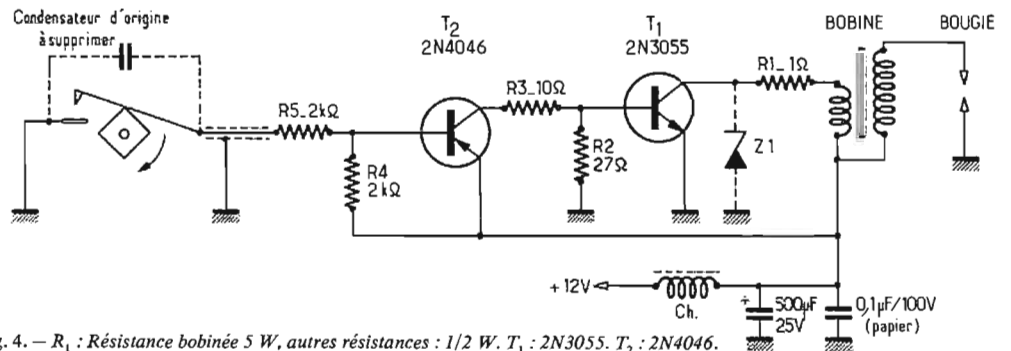 Condensateur d'origine
à supprimer
T2
2N4046
T1
2N3055
BOBINE
BOUGIE
R1_1Ω
R3_10Ω
R5_2kΩ
R4
2kΩ
R2
27Ω
Z1
+12V
Ch.
+
500µF
25V
0,1µF/100V
(papier)
g. 4. — R1 : Résistance bobinée 5 W, autres résistances : 1/2 W. T1 : 2N3055. T2 : 2N4046.